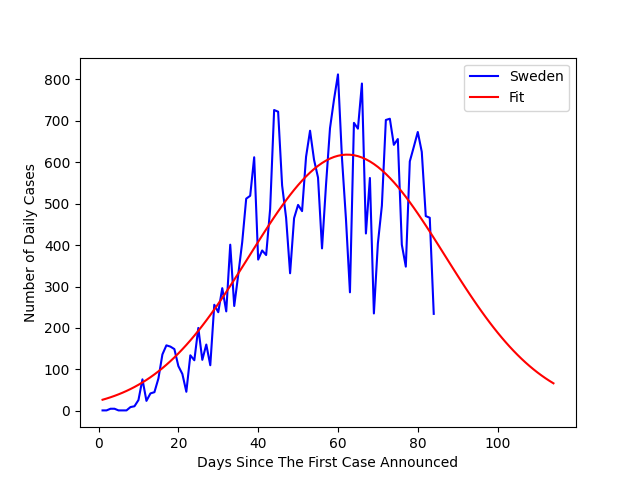 Sweden
Fit
800
700
600
500
400
300
200
100
0
Number of Daily Cases
0 20 40 60 80 100
Days Since The First Case Announced